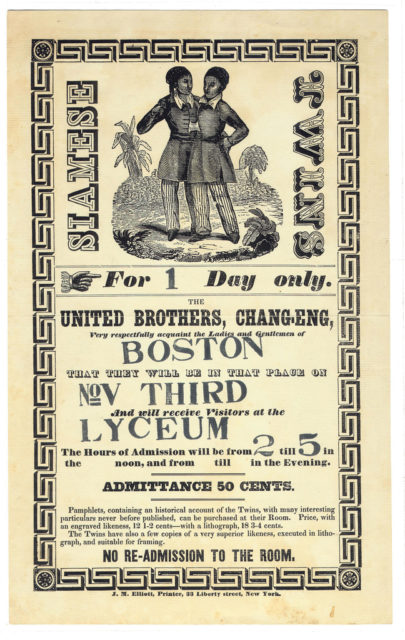 SIAMESE TWINS
For 1 Day only.
THE
UNITED BROTHERS, CHANG-ENG,
Very respectfully acquaint the Ladies and Gentlemen of
BOSTON
THAT THEY WILL BE IN THAT PLACE ON
NOV THIRD
And will receive Visitors at the
LYCEUM
The Hours of Admission will be from 2 till 5 in
the noon, and from till in the Evening.
ADMITTANCE 50 CENTS.
Pamphlets, containing an historical account of the Twins, with many interesting
particulars never before published, can be purchased at their Room. Price, with
an engraved likeness, 12 1-2 cents—with a lithograph, 18 3-4 cents.
The Twins have also a few copies of a very superior likeness, executed in litho-
graph, and suitable for framing.
NO RE-ADMISSION TO THE ROOM.
J. M. Elliott, Printer, 33 Liberty street, New York.